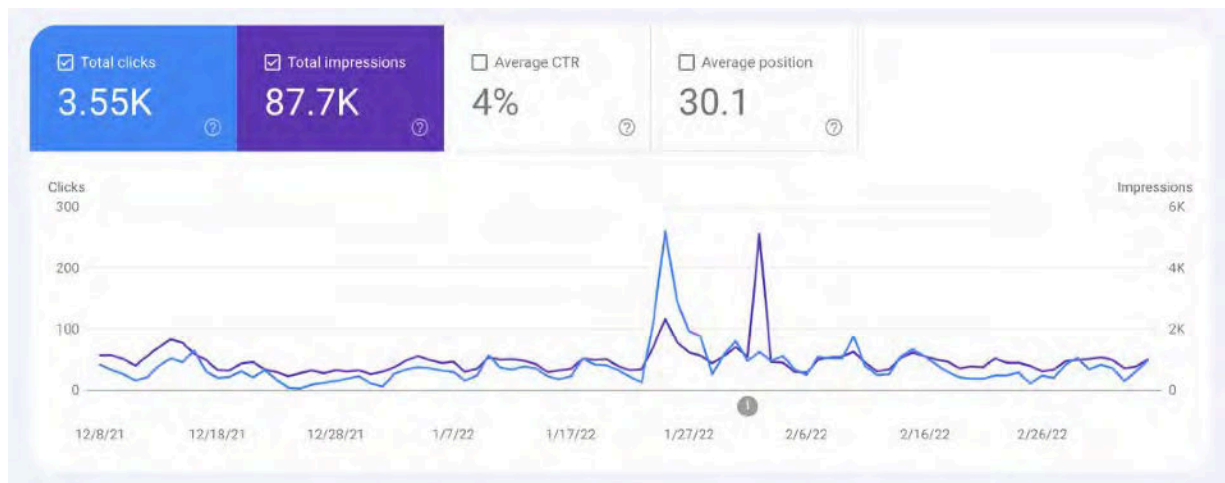 Total clicks
3.55K
Total impressions
87.7K
Average CTR
4%
Average position
30.1
Clicks
Impressions
300
6K
200
4K
100
2K
0
0
1
12/8/21 12/18/21 12/28/21 1/7/22 1/17/22 1/27/22 2/6/22 2/16/22 2/26/22